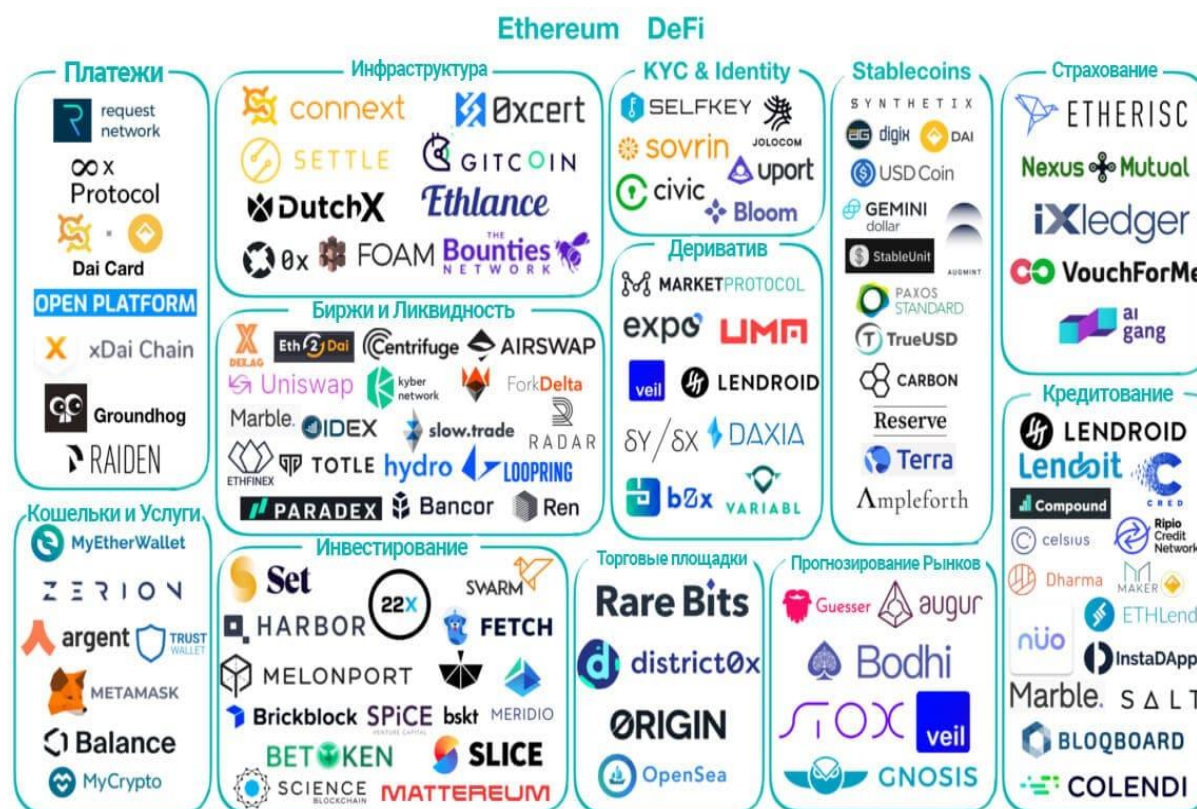 Ethereum DeFi
Платежи
request
network
∞ x
Protocol
Dai Card
OPEN PLATFORM
xDai Chain
Groundhog
RAIDEN
Инфраструктура
connext
0xcert
SETTLE
GITCOIN
DutchX
Ethlance
0x
FOAM
THE
Bounties
NETWORK
KYC & Identity
SELFKEY
JOLOCOM
sovrin
uport
civic
Bloom
Stablecoins
SYNTHETIX
DG
digix
DAI
USD Coin
GEMINI
dollar
StableUnit
AUGMINT
PAXOS
STANDARD
TrueUSD
CARBON
Reserve
Terra
Ampleforth
Страхование
ETHERISC
Nexus Mutual
iXledger
VouchForMe
ai
gang
Биржи и Ликвидность
DEX.AG
Eth2Dai
Centrifuge
AIRSWAP
Uniswap
kyber
network
ForkDelta
Marble.
IDEX
slow.trade
RADAR
ETHFINEX
TOTLE
hydro
LOOPRING
PARADEX
Bancor
Ren
Дериватив
MARKETPROTOCOL
expo
UMA
veil
LENDROID
δY/δX
DAXIA
b0x
VARIABL
Кредитование
LENDROID
Lendoit
CRED
Compound
celsius
Ripio
Credit
Network
Dharma
MAKER
ETHLend
nüo
InstaDApp
Marble.
SALT
BLOQBOARD
COLENDI
Кошельки и Услуги
MyEtherWallet
ZERION
argent
TRUST
WALLET
METAMASK
Balance
MyCrypto
Инвестирование
Set
22X
SWARM
HARBOR
FETCH
MELONPORT
Brickblock
SPiCE
VENTURE CAPITAL
bskt
MERIDIO
BETOKEN
SLICE
SCIENCE
BLOCKCHAIN
MATTEREUM
Торговые площадки
Rare Bits
district0x
ORIGIN
OpenSea
Прогнозирование Рынков
Guesser
augur
Bodhi
STOX
veil
GNOSIS